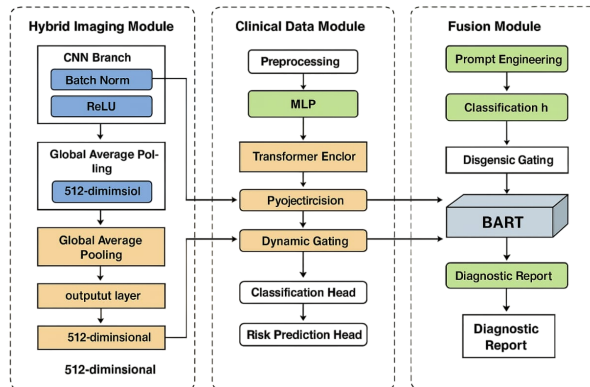 Hybrid Imaging Module
CNN Branch
Batch Norm
ReLU
Global Average Pol-
lling
512-dimimsiol
Global Average
Pooling
outputut layer
512-diminsional
512-diminsional
Clinical Data Module
Preprocessing
MLP
Transformer Enclor
Pyojectircision
Dynamic Gating
Classification Head
Risk Prediction Head
Fusion Module
Prompt Engineering
Classification h
Disgensic Gating
BART
Diagnostic Report
Diagnostic
Report